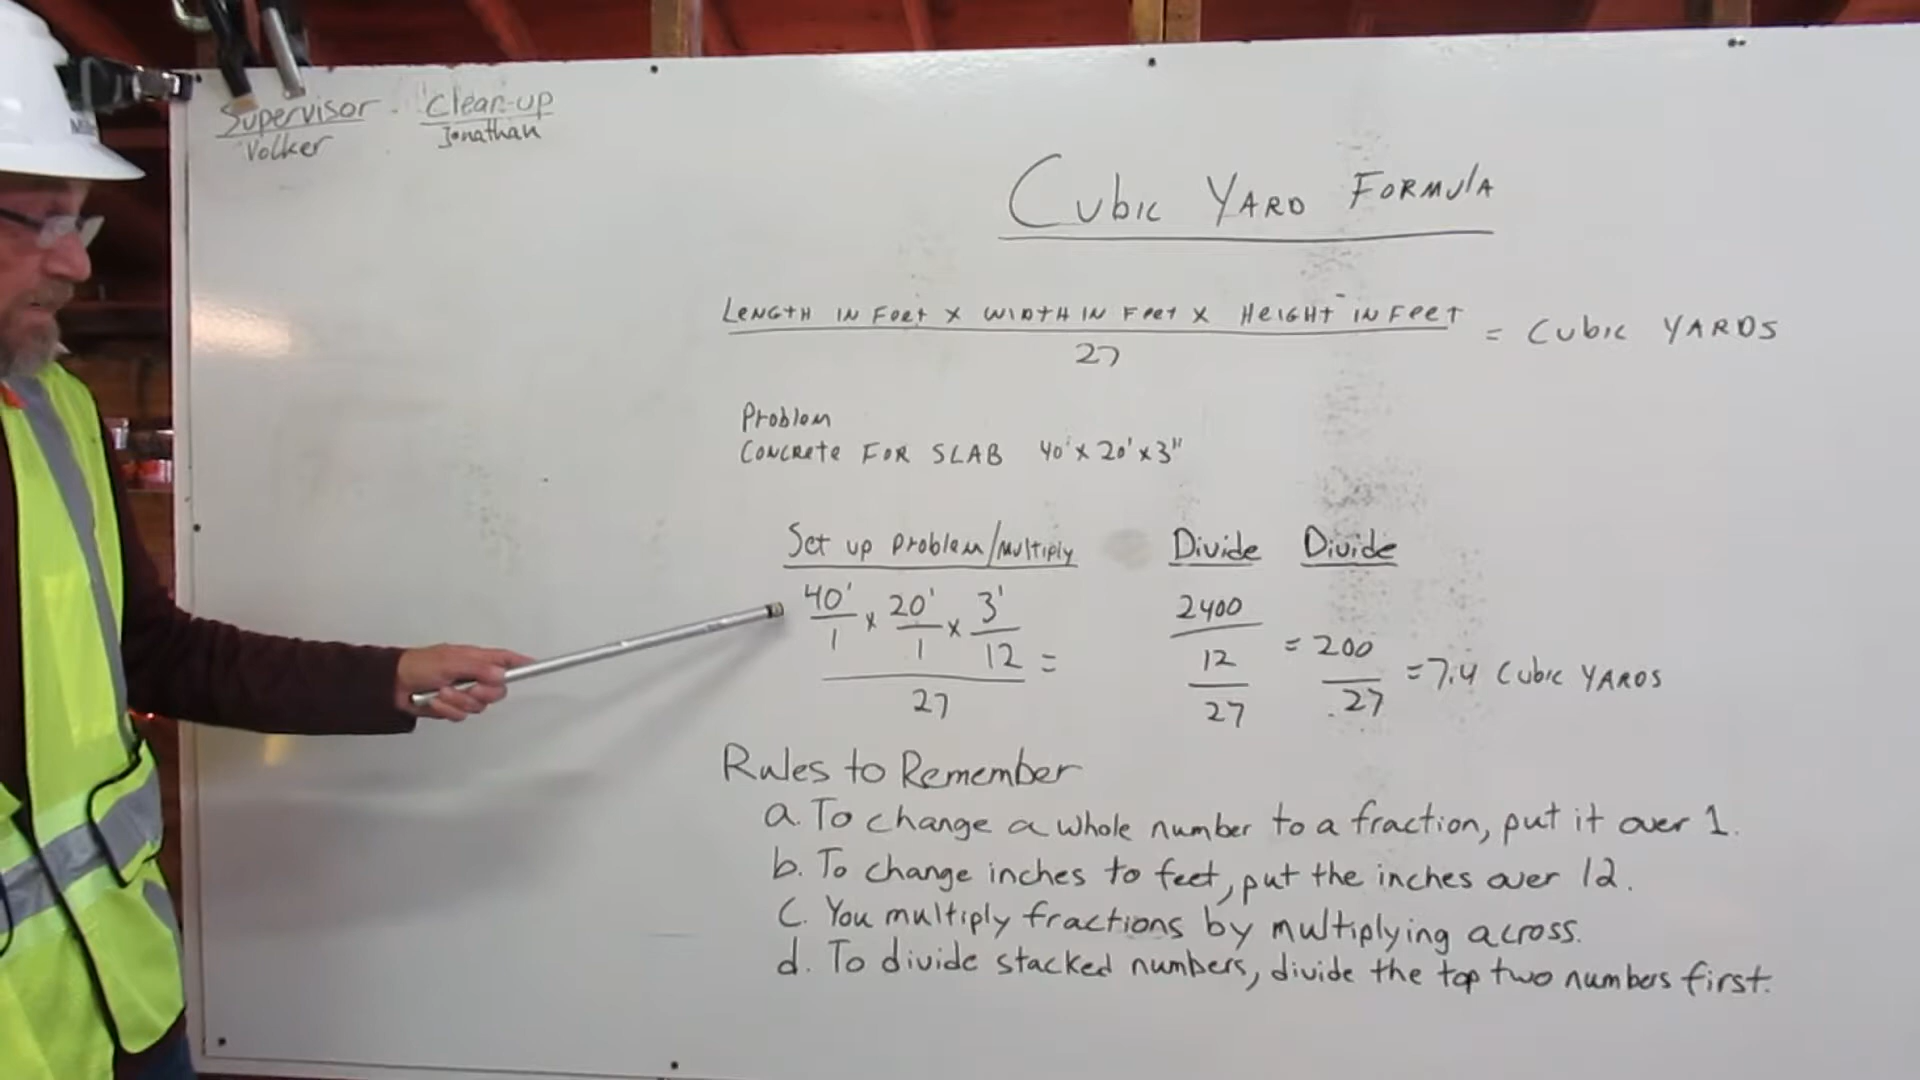 Supervisor - Clean-up
Volker Jonathan
Cubic YARD FORMULA
LENGTH IN FEET X WIDTH IN FEET X HEIGHT IN FEET = CUBIC YARDS
27
Problem
CONCRETE FOR SLAB 40' x 20' x 3"
Set up problem/multiply Divide Divide
40' x 20' x 3' 2400
1 1 12 = 12 = 200
27 27 27 = 7.4 Cubic YARDS
Rules to Remember
a. To change a whole number to a fraction, put it over 1.
b. To change inches to feet, put the inches over 12.
c. You multiply fractions by multiplying across.
d. To divide stacked numbers, divide the top two numbers first.